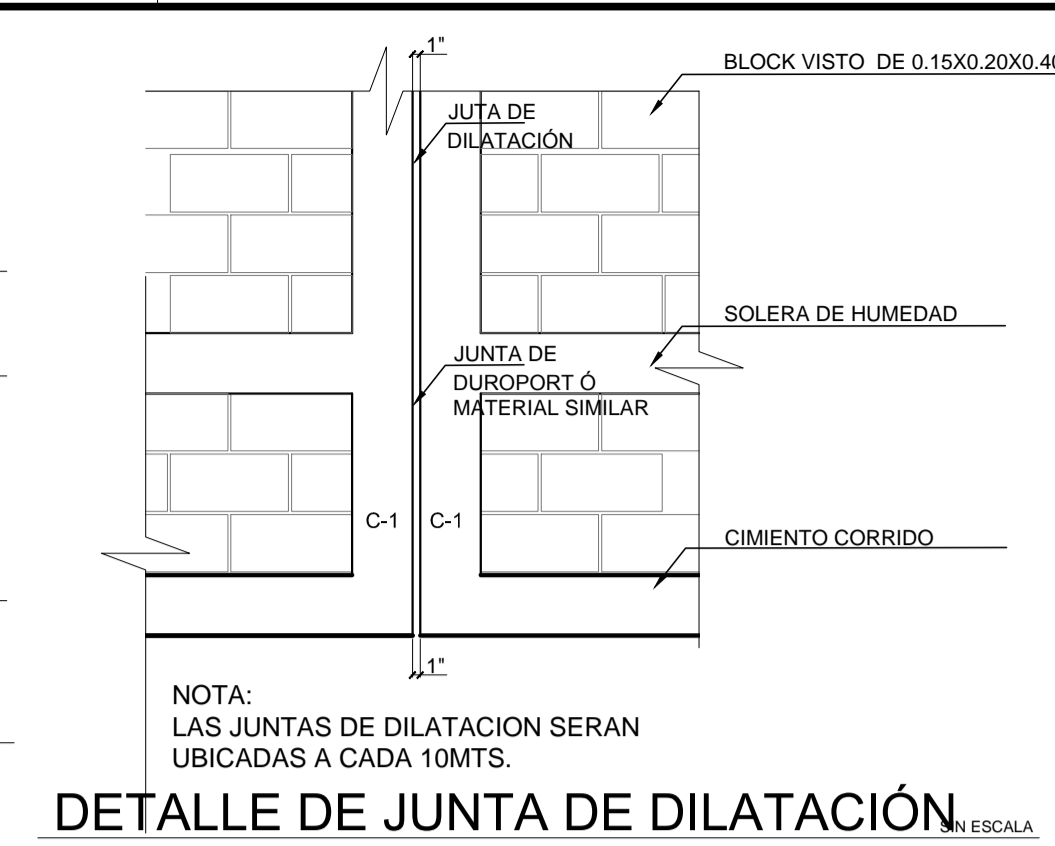 1"
BLOCK VISTO DE 0.15X0.20X0.40
JUTA DE
DILATACIÓN
SOLERA DE HUMEDAD
JUNTA DE
DUROPORT Ó
MATERIAL SIMILAR
C-1 C-1
CIMIENTO CORRIDO
1"
NOTA:
LAS JUNTAS DE DILATACION SERAN
UBICADAS A CADA 10MTS.
DETALLE DE JUNTA DE DILATACIÓN SIN ESCALA